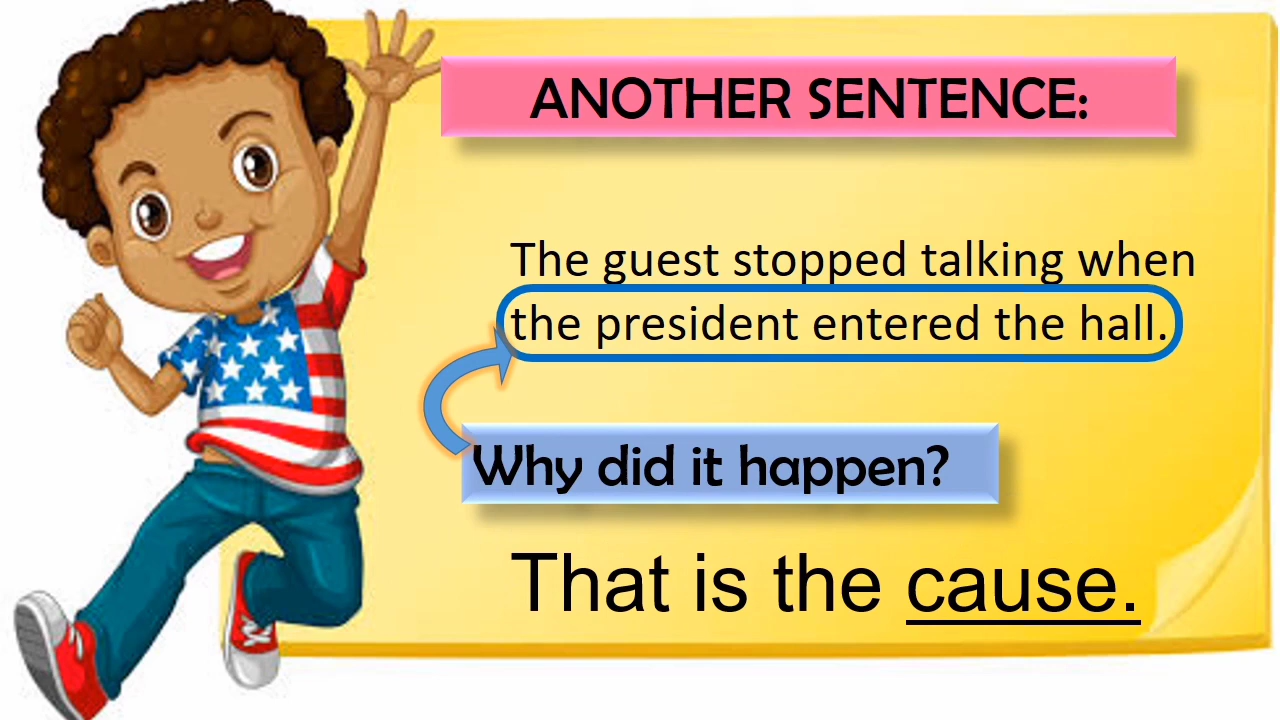 ANOTHER SENTENCE:
The guest stopped talking when
the president entered the hall.
Why did it happen?
That is the cause.